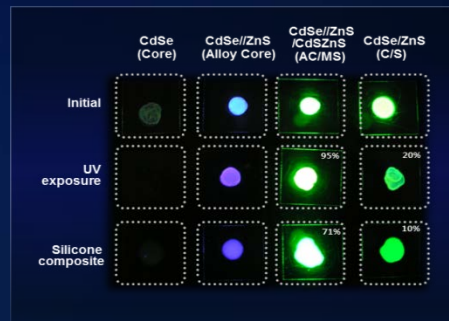 CdSe
(Core)
CdSe//ZnS
(Alloy Core)
CdSe//ZnS
/CdSZnS
(AC/MS)
CdSe/ZnS
(C/S)
Initial
UV
exposure
95%
20%
Silicone
composite
71%
10%